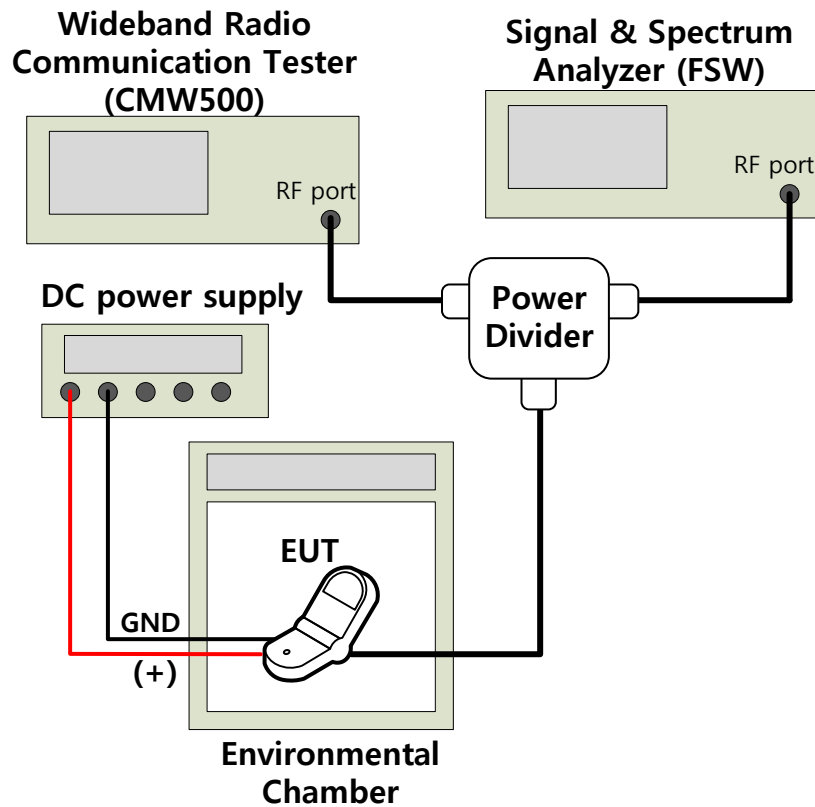 Wideband Radio
Communication Tester
(CMW500)
Signal & Spectrum
Analyzer (FSW)
RF port
RF port
DC power supply
Power
Divider
EUT
GND
(+)
Environmental
Chamber